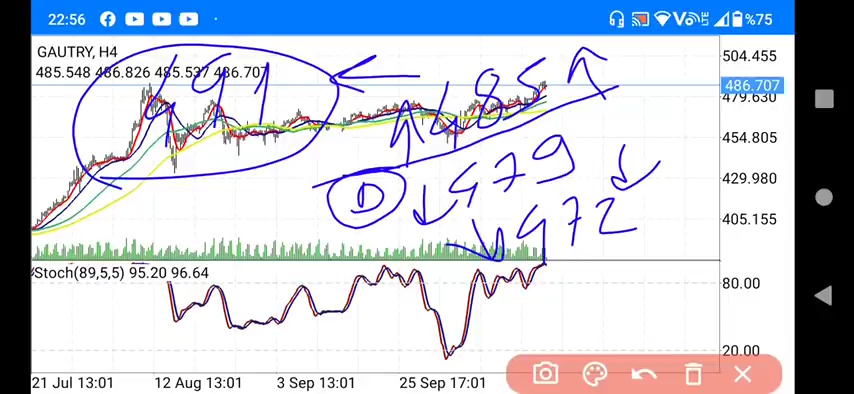 22:56
%75
GAUTRY, H4
485.548 486.826 485.537 486.707
504.455
486.707
479.630
454.805
429.980
405.155
491
485
D
479
472
Stoch(89,5,5) 95.20 96.64
80.00
20.00
21 Jul 13:01
12 Aug 13:01
3 Sep 13:01
25 Sep 17:01